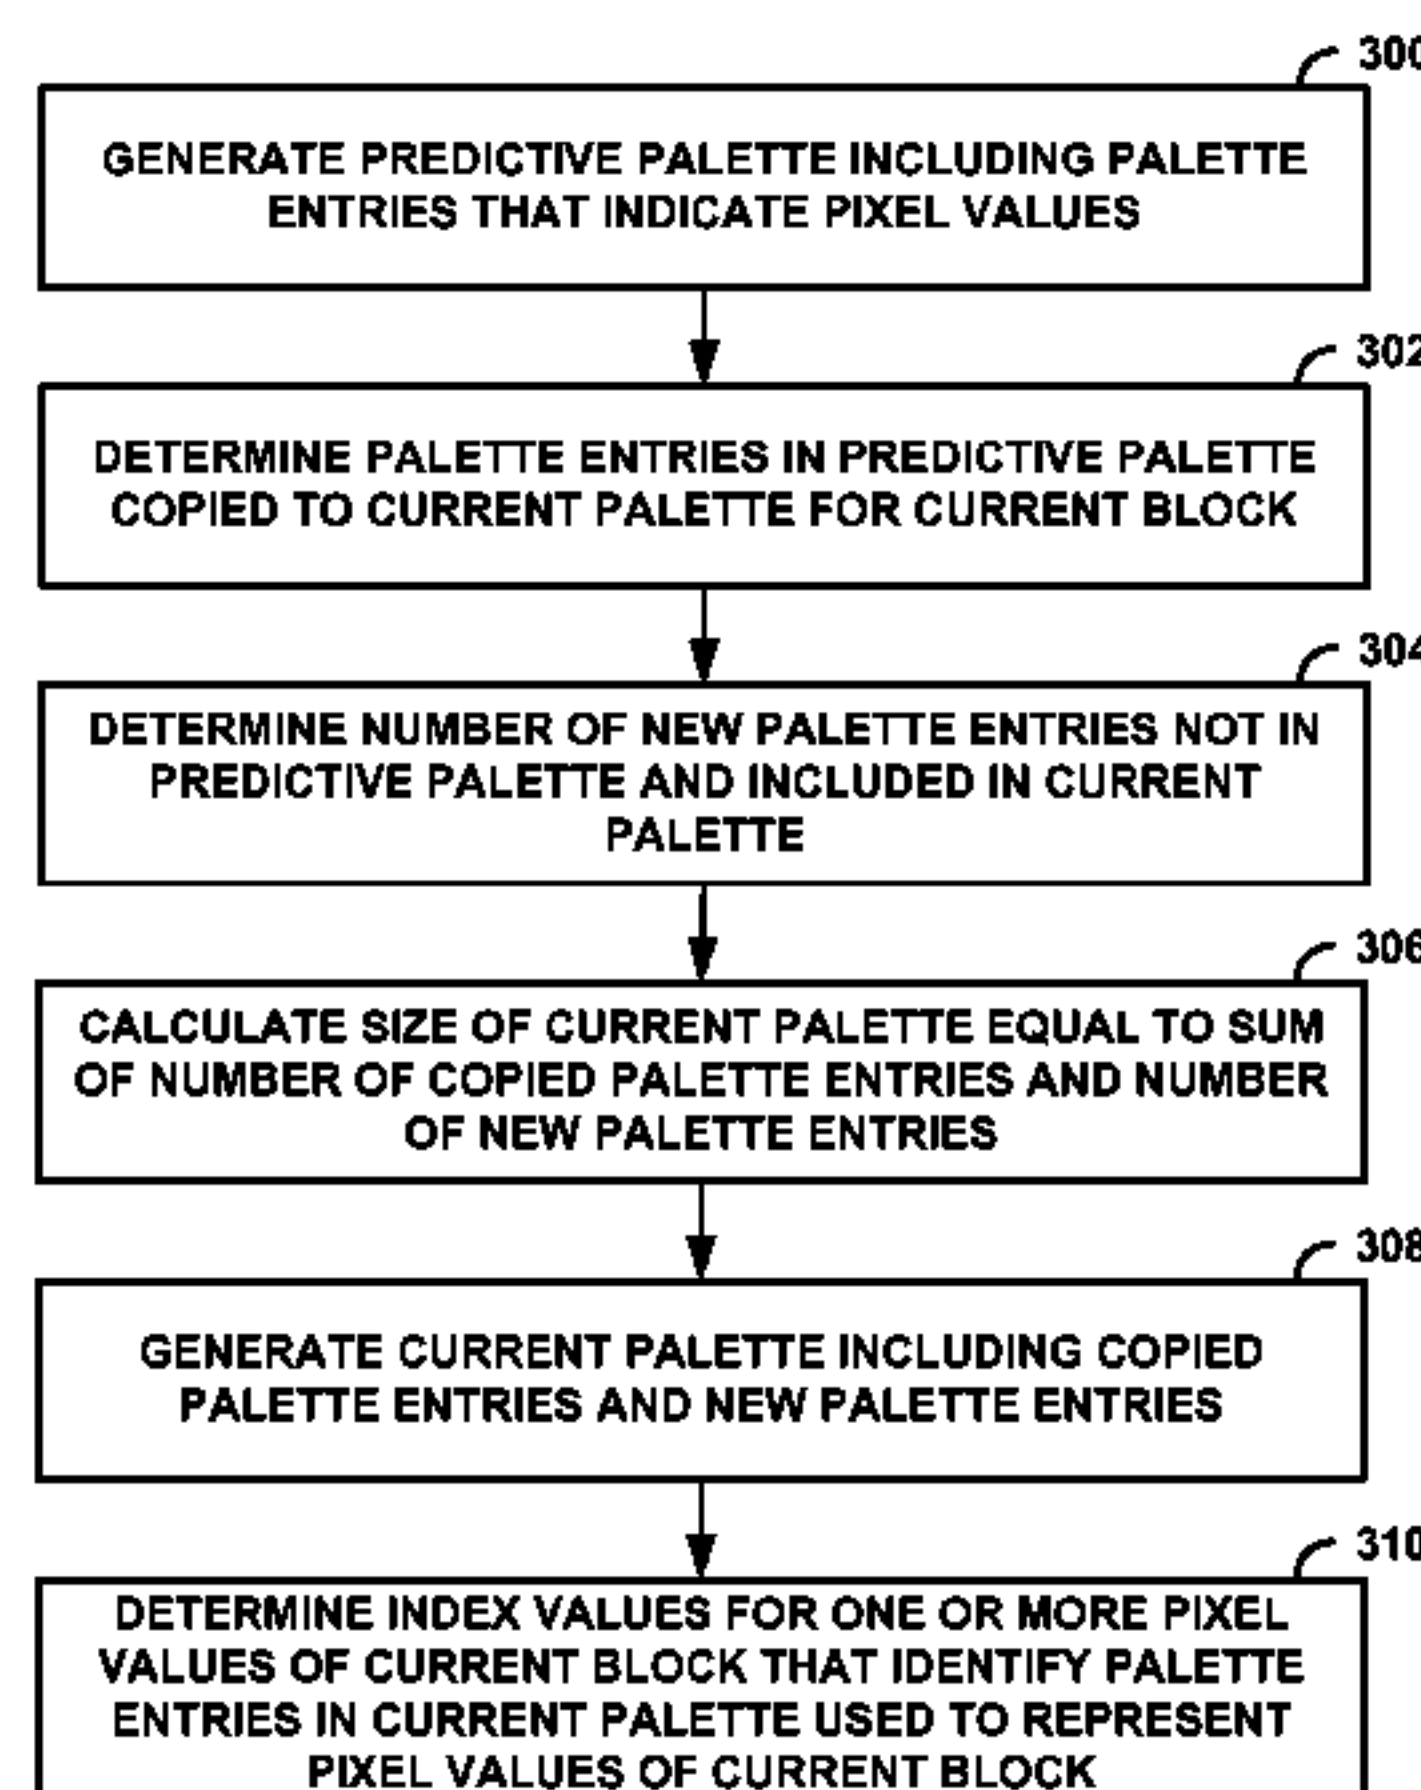 300
GENERATE PREDICTIVE PALETTE INCLUDING PALETTE
ENTRIES THAT INDICATE PIXEL VALUES
302
DETERMINE PALETTE ENTRIES IN PREDICTIVE PALETTE
COPIED TO CURRENT PALETTE FOR CURRENT BLOCK
304
DETERMINE NUMBER OF NEW PALETTE ENTRIES NOT IN
PREDICTIVE PALETTE AND INCLUDED IN CURRENT
PALETTE
306
CALCULATE SIZE OF CURRENT PALETTE EQUAL TO SUM
OF NUMBER OF COPIED PALETTE ENTRIES AND NUMBER
OF NEW PALETTE ENTRIES
308
GENERATE CURRENT PALETTE INCLUDING COPIED
PALETTE ENTRIES AND NEW PALETTE ENTRIES
310
DETERMINE INDEX VALUES FOR ONE OR MORE PIXEL
VALUES OF CURRENT BLOCK THAT IDENTIFY PALETTE
ENTRIES IN CURRENT PALETTE USED TO REPRESENT
PIXEL VALUES OF CURRENT BLOCK